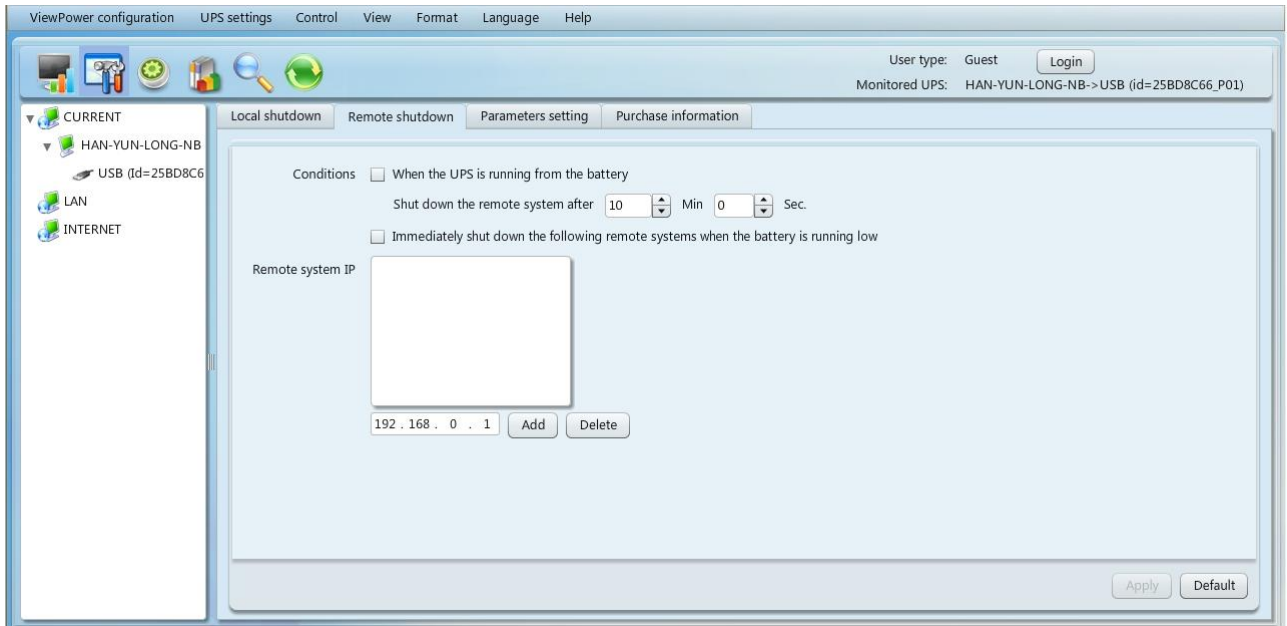 ViewPower configuration UPS settings Control View Format Language Help
User type: Guest Login
Monitored UPS: HAN-YUN-LONG-NB->USB (id=25BD8C66_P01)
CURRENT
HAN-YUN-LONG-NB
USB (Id=25BD8C6
LAN
INTERNET
Local shutdown Remote shutdown Parameters setting Purchase information
Conditions When the UPS is running from the battery
Shut down the remote system after 10 Min 0 Sec.
Immediately shut down the following remote systems when the battery is running low
Remote system IP
192 . 168 . 0 . 1 Add Delete
Apply Default